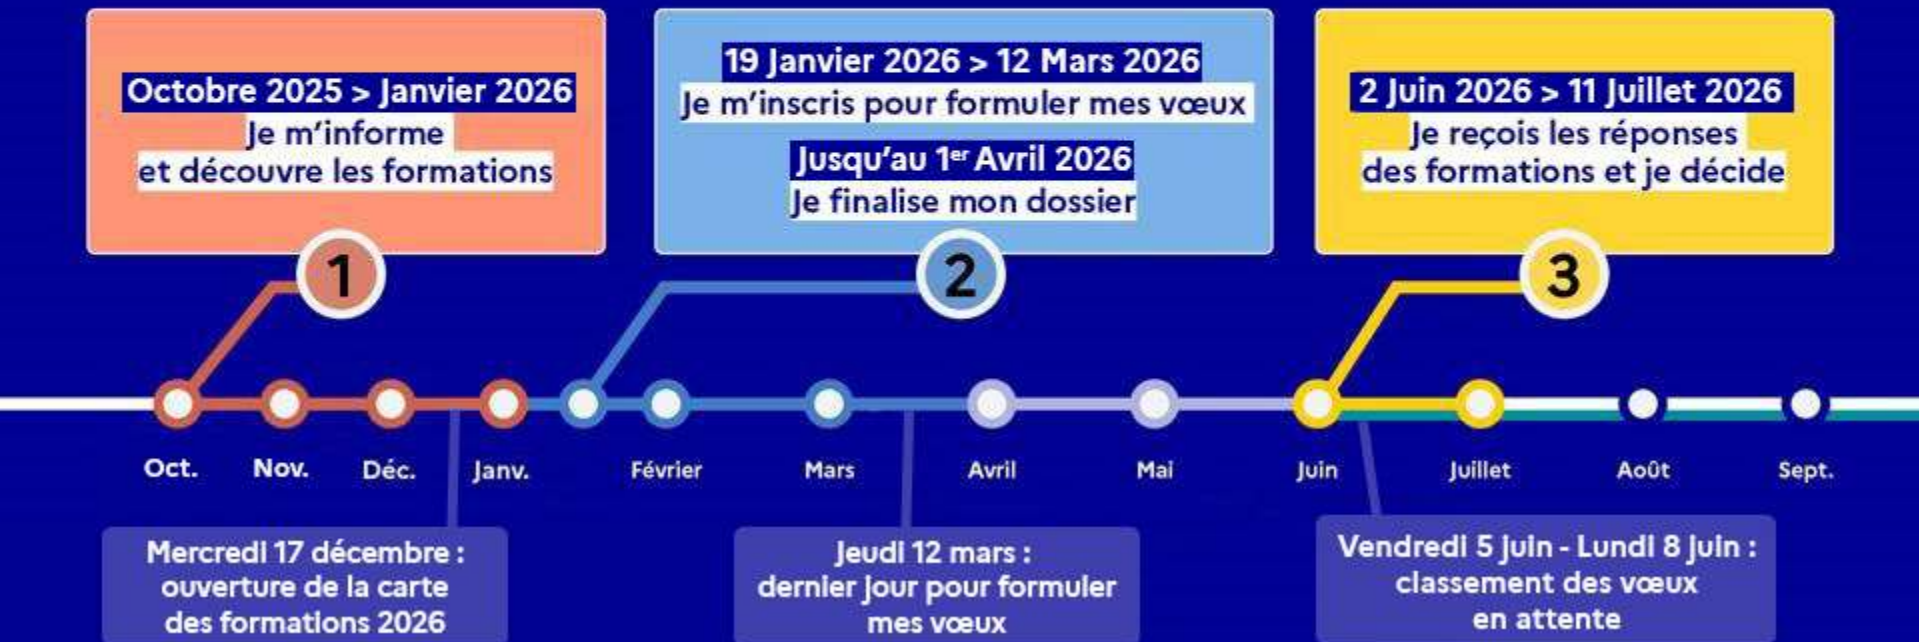 Octobre 2025 > Janvier 2026
Je m'informe
et découvre les formations
19 Janvier 2026 > 12 Mars 2026
Je m'inscris pour formuler mes vœux
Jusqu'au 1er Avril 2026
Je finalise mon dossier
2 Juin 2026 > 11 Juillet 2026
Je reçois les réponses
des formations et je décide
1
2
3
Oct.
Nov.
Déc.
Janv.
Février
Mars
Avril
Mai
Juin
Juillet
Août
Sept.
Mercredi 17 décembre :
ouverture de la carte
des formations 2026
Jeudi 12 mars :
dernier jour pour formuler
mes vœux
Vendredi 5 juin - Lundi 8 juin :
classement des vœux
en attente